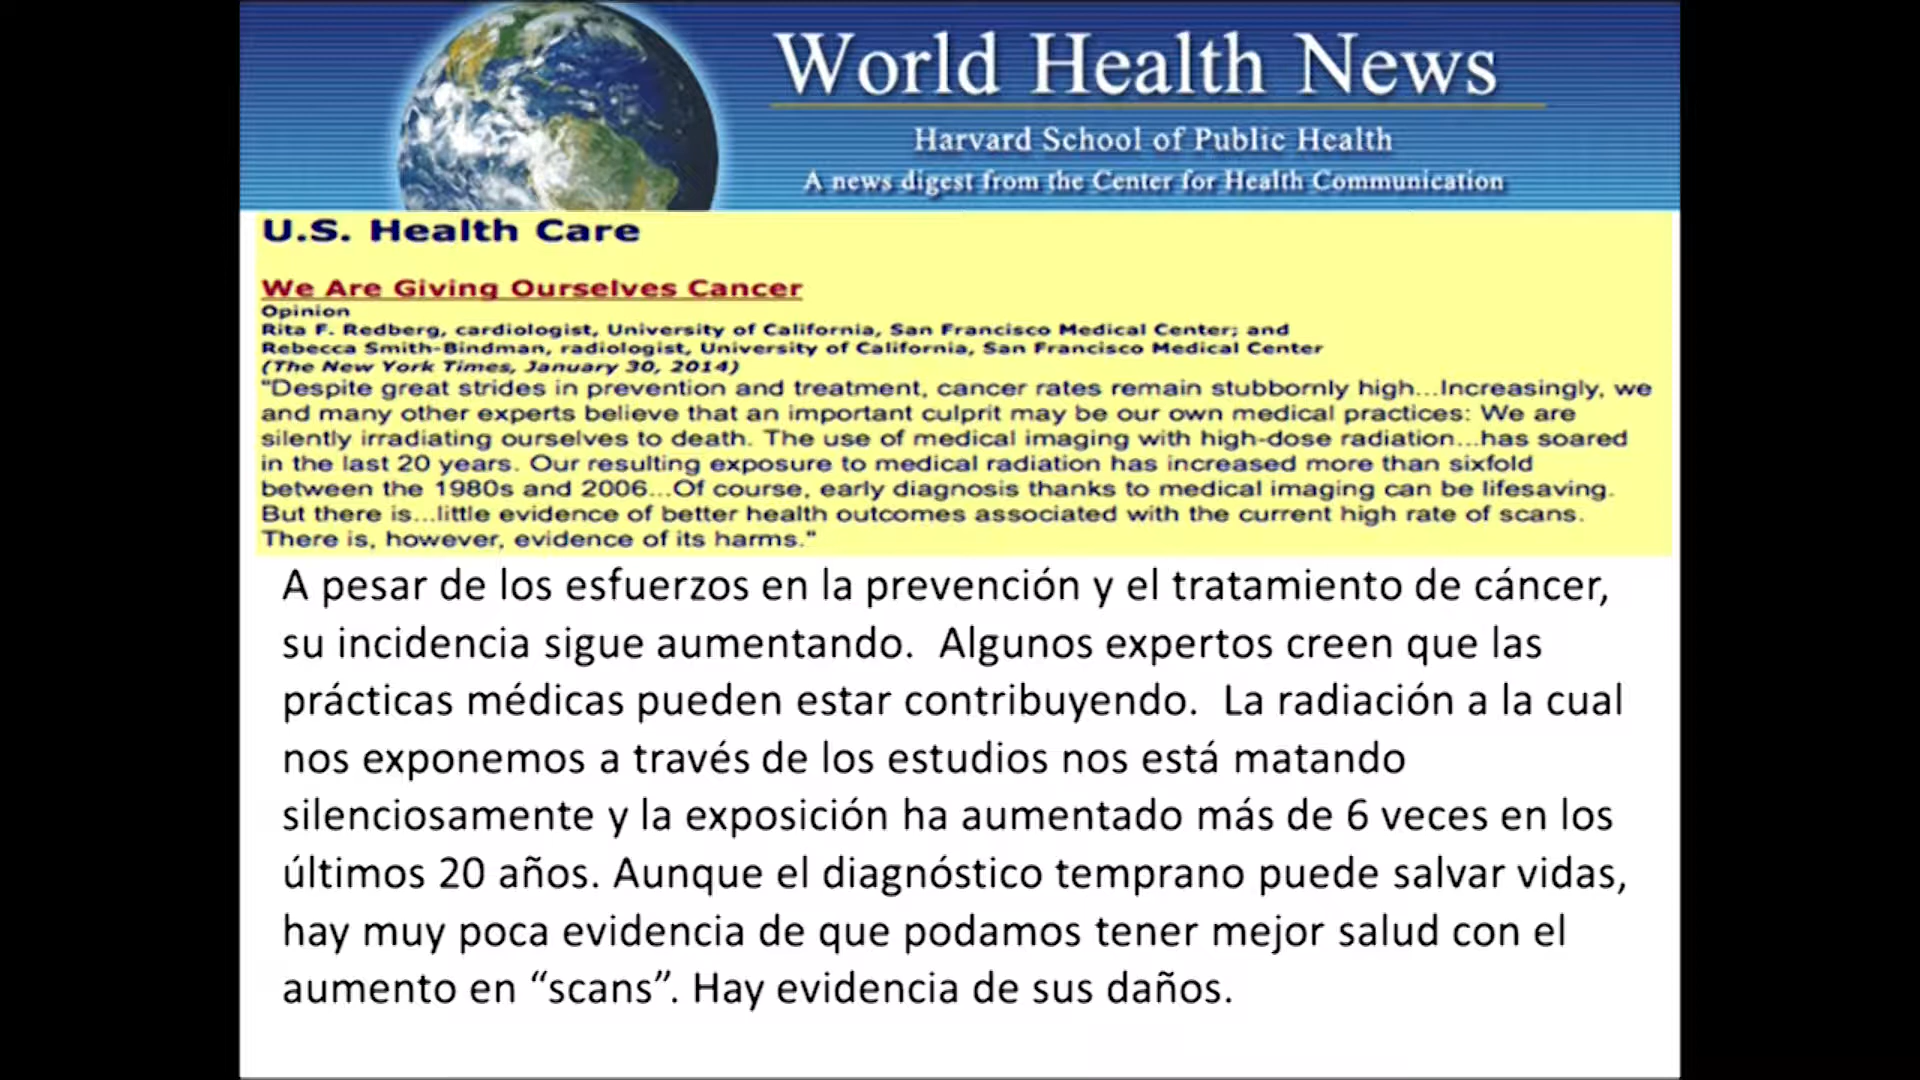 World Health News
Harvard School of Public Health
A news digest from the Center for Health Communication
U.S. Health Care
We Are Giving Ourselves Cancer
Opinion
Rita F. Redberg, cardiologist, University of California, San Francisco Medical Center; and
Rebecca Smith-Bindman, radiologist, University of California, San Francisco Medical Center
(The New York Times, January 30, 2014)
"Despite great strides in prevention and treatment, cancer rates remain stubbornly high...Increasingly, we
and many other experts believe that an important culprit may be our own medical practices: We are
silently irradiating ourselves to death. The use of medical imaging with high-dose radiation...has soared
in the last 20 years. Our resulting exposure to medical radiation has increased more than sixfold
between the 1980s and 2006...Of course, early diagnosis thanks to medical imaging can be lifesaving.
But there is...little evidence of better health outcomes associated with the current high rate of scans.
There is, however, evidence of its harms."
A pesar de los esfuerzos en la prevención y el tratamiento de cáncer,
su incidencia sigue aumentando.  Algunos expertos creen que las
prácticas médicas pueden estar contribuyendo.  La radiación a la cual
nos exponemos a través de los estudios nos está matando
silenciosamente y la exposición ha aumentado más de 6 veces en los
últimos 20 años. Aunque el diagnóstico temprano puede salvar vidas,
hay muy poca evidencia de que podamos tener mejor salud con el
aumento en “scans”. Hay evidencia de sus daños.